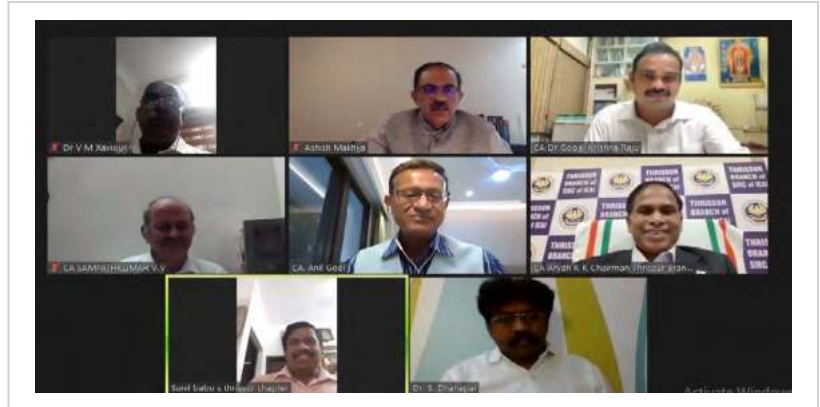 Dr V M Xaviour
Ashish Makhija
CA Dr Gopal Krishna Raju
CA SAMPATHKUMAR V V
CA. Anil Goel
THRISSUR
BRANCH of
SIRC of ICAI
CA Aryan K K Chairman Thrissur Bran...
Sunil babu s thrissur chapter
Dr. S. Dhanapal
Activate Windows